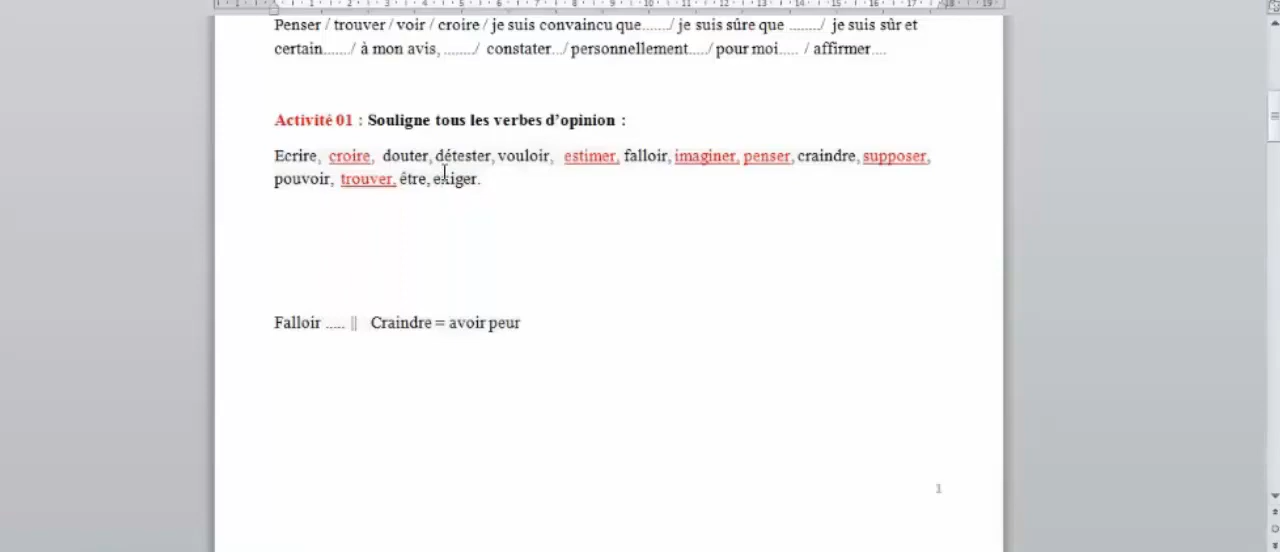 Penser / trouver / voir / croire / je suis convaincu que......./ je suis sûre que ......../ je suis sûr et
certain......./ à mon avis, ......../ constater.../ personnellement...../ pour moi..... / affirmer....
Activité 01 : Souligne tous les verbes d'opinion :
Ecrire, croire, douter, détester, vouloir, estimer, falloir, imaginer, penser, craindre, supposer,
pouvoir, trouver, être, exiger.
Falloir ..... || Craindre = avoir peur
1